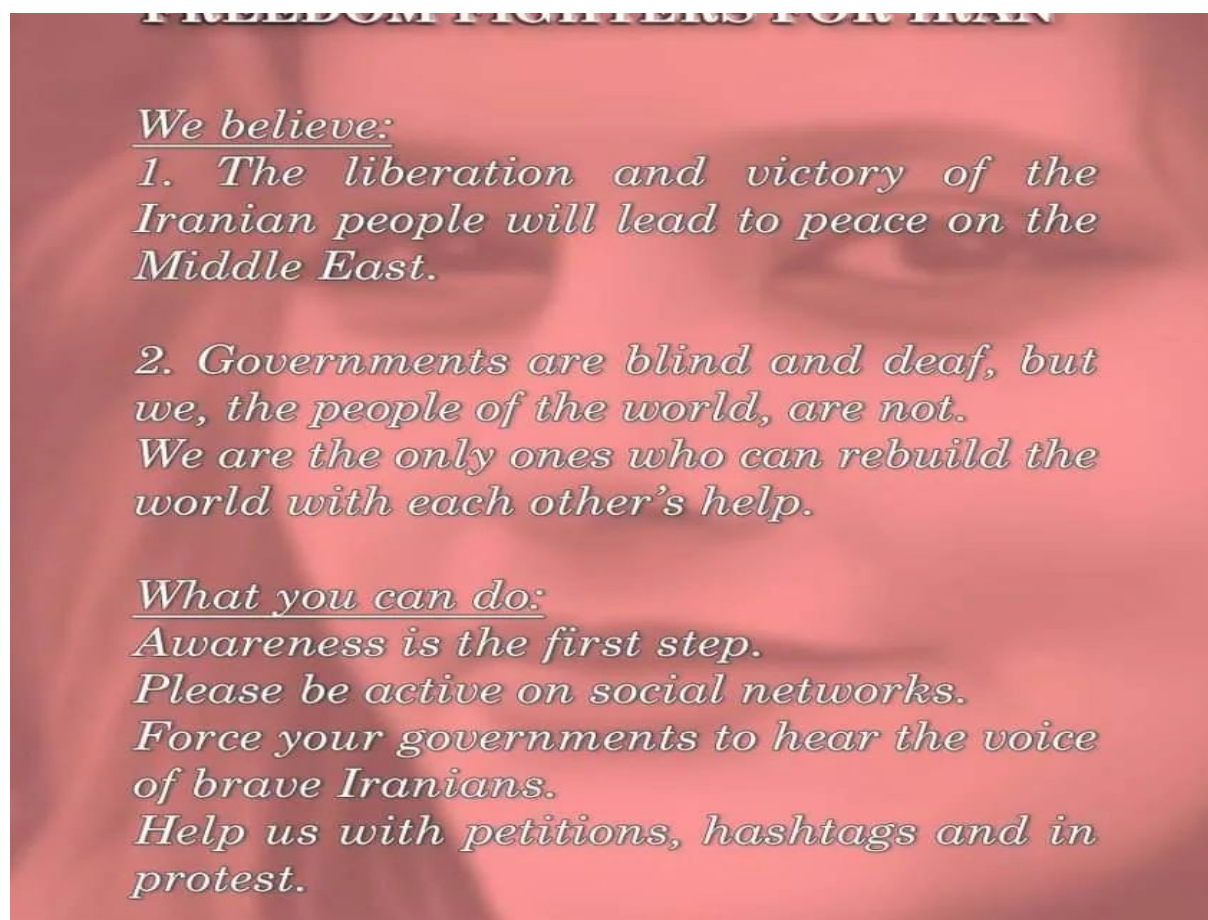 FREEDOM FIGHTERS FOR IRAN
We believe:
1. The liberation and victory of the
Iranian people will lead to peace on the
Middle East.
2. Governments are blind and deaf, but
we, the people of the world, are not.
We are the only ones who can rebuild the
world with each other's help.
What you can do:
Awareness is the first step.
Please be active on social networks.
Force your governments to hear the voice
of brave Iranians.
Help us with petitions, hashtags and in
protest.